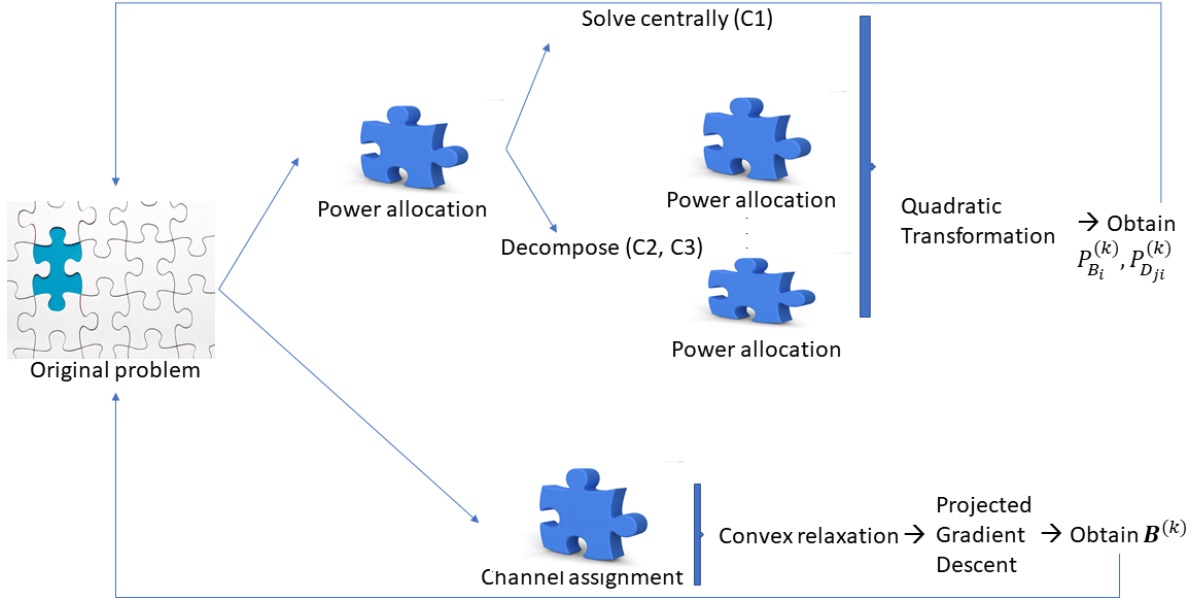 Solve centrally (C1)
Power allocation
Power allocation
Decompose (C2, C3)
Quadratic
Transformation
→ Obtain
$P_{B_i}^{(k)}, P_{D_{ji}}^{(k)}$
Power allocation
Original problem
Channel assignment
Convex relaxation →
Projected
Gradient
Descent
→ Obtain $\boldsymbol{B}^{(k)}$